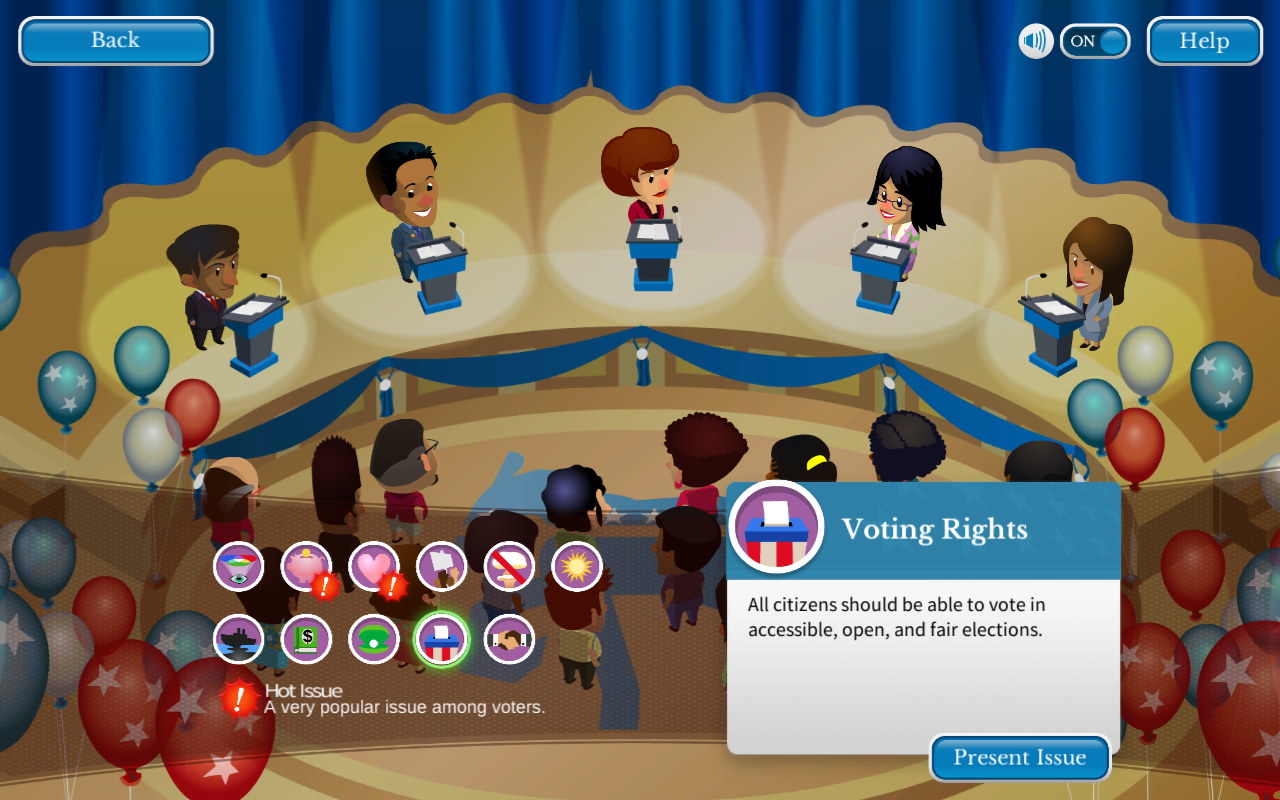 Back
ON
Help
Voting Rights
All citizens should be able to vote in
accessible, open, and fair elections.
$
!
!
! Hot Issue
A very popular issue among voters.
Present Issue